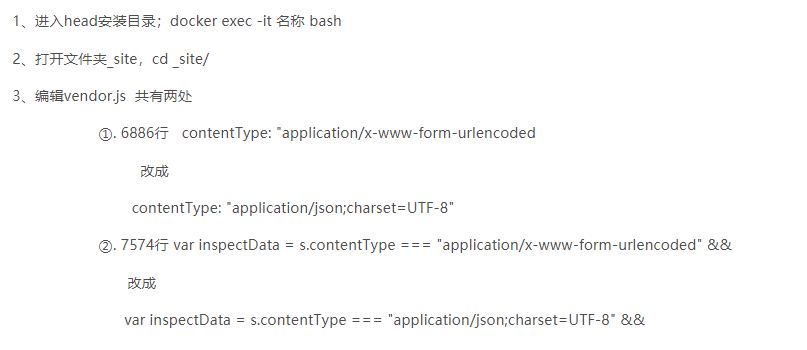 1、进入head安装目录；docker exec -it 名称 bash
2、打开文件夹_site，cd _site/
3、编辑vendor.js 共有两处
①. 6886行 contentType: "application/x-www-form-urlencoded
改成
contentType: "application/json;charset=UTF-8"
②. 7574行 var inspectData = s.contentType === "application/x-www-form-urlencoded" &&
改成
var inspectData = s.contentType === "application/json;charset=UTF-8" &&